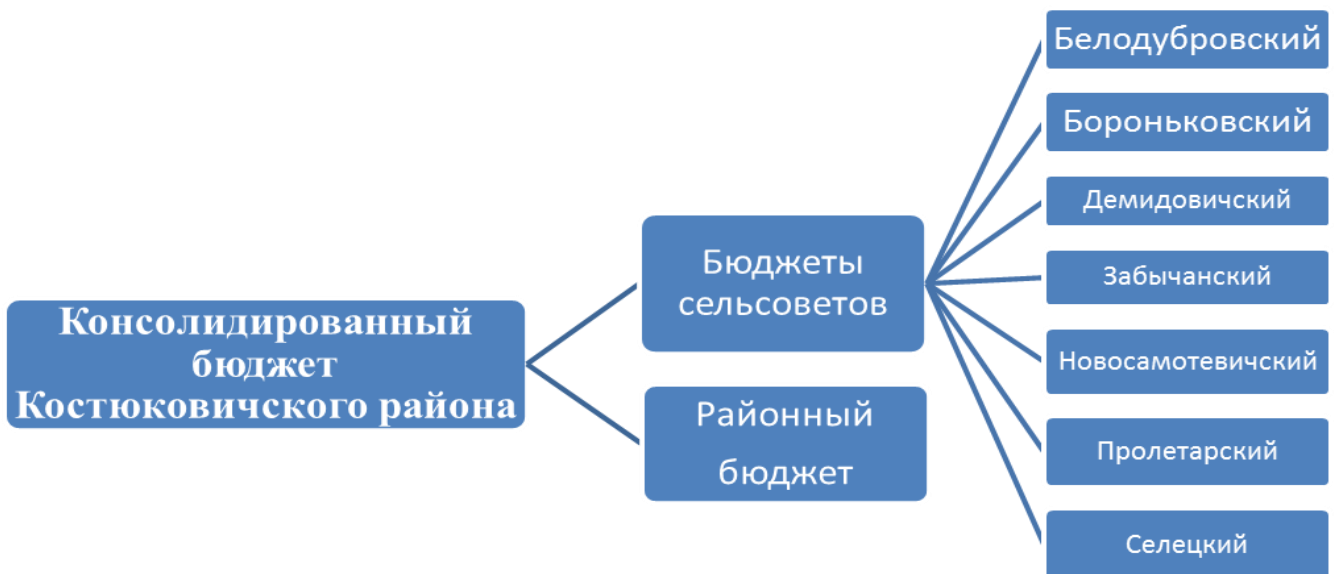 Консолидированный
бюджет
Костюковичского района
Бюджеты
сельсоветов
Районный
бюджет
Белодубровский
Бороньковский
Демидовичский
Забычанский
Новосамотевичский
Пролетарский
Селецкий